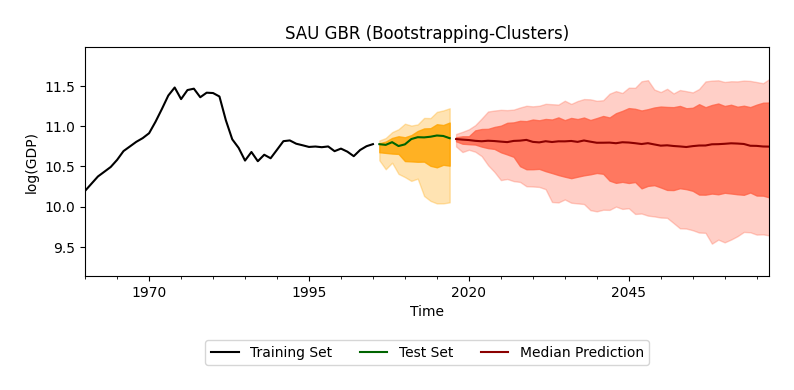 SAU GBR (Bootstrapping-Clusters)
log(GDP)
11.5
11.0
10.5
10.0
9.5
1970 1995 2020 2045
Time
Training Set Test Set Median Prediction